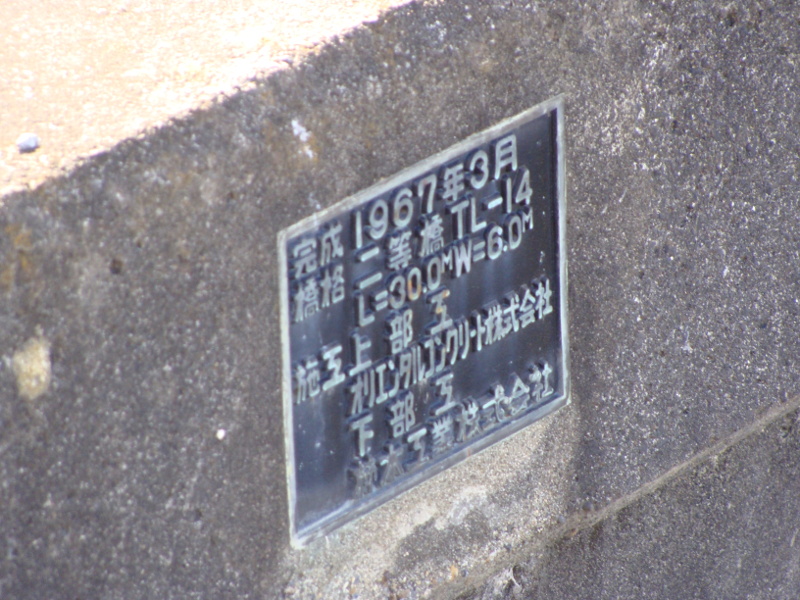 完成 1967年3月
橋格 二等橋 TL-14
L=30.0M W=6.0M
施工 上部工
オリエンタルコンクリート株式会社
下部工
木工業株式会社